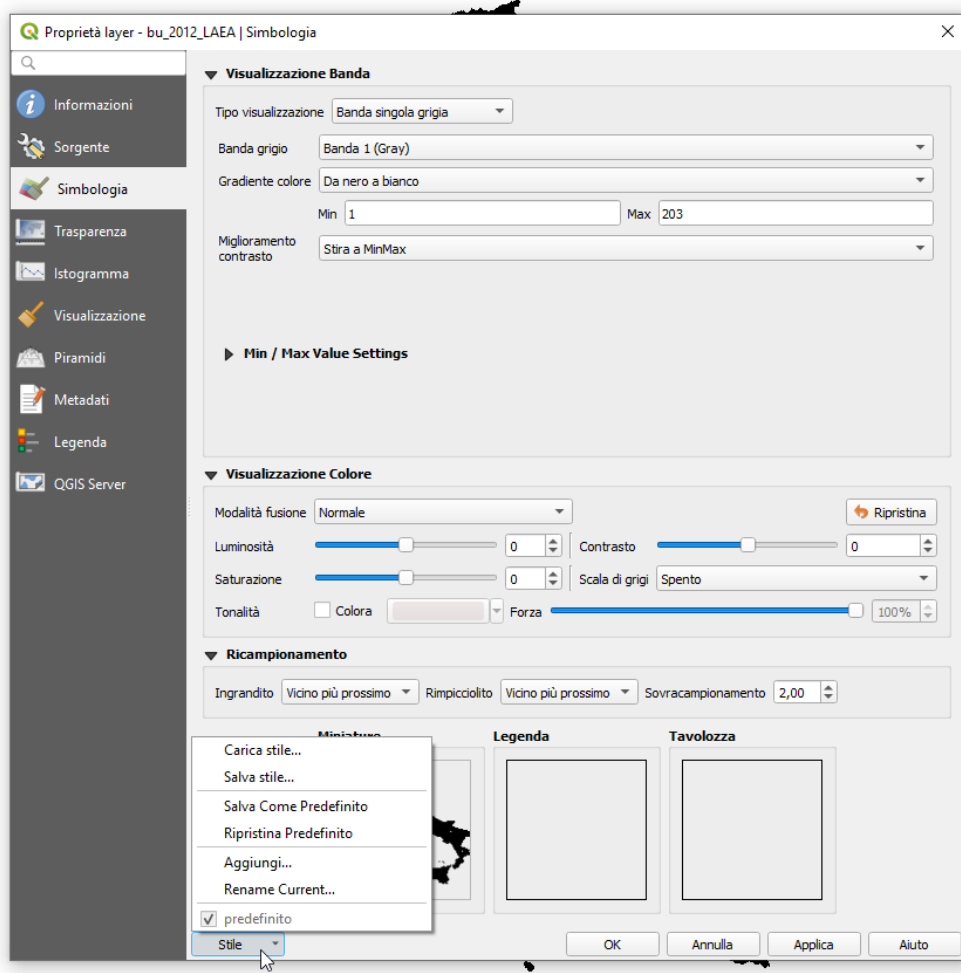 Proprietà layer - bu_2012_LAEA | Simbologia
Informazioni
Sorgente
Simbologia
Trasparenza
Istogramma
Visualizzazione
Piramidi
Metadati
Legenda
QGIS Server
Visualizzazione Banda
Tipo visualizzazione Banda singola grigia
Banda grigio Banda 1 (Gray)
Gradiente colore Da nero a bianco
Min 1 Max 203
Miglioramento
contrasto Stira a MinMax
Min / Max Value Settings
Visualizzazione Colore
Modalità fusione Normale Ripristina
Luminosità 0 Contrasto 0
Saturazione 0 Scala di grigi Spento
Tonalità Colora Forza 100%
Ricampionamento
Ingrandito Vicino più prossimo Rimpicciolito Vicino più prossimo Sovracampionamento 2,00
Miniature Legenda Tavolozza
Carica stile...
Salva stile...
Salva Come Predefinito
Ripristina Predefinito
Aggiungi...
Rename Current...
predefinito
Stile OK Annulla Applica Aiuto